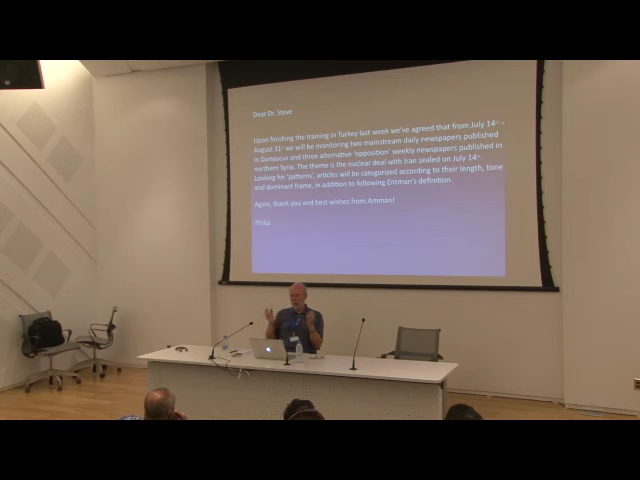 Dear Dr. Steve
Upon finishing the training in Turkey last week we've agreed that from July 14st –
August 31st we will be monitoring two mainstream daily newspapers published
in Damascus and three alternative 'opposition' weekly newspapers published in
northern Syria. The theme is the nuclear deal with Iran sealed on July 14st.
Looking for 'patterns', articles will be categorized according to their length, tone
and dominant frame, in addition to following Entman's definition.
Again, thank you and best wishes from Amman!
Philip